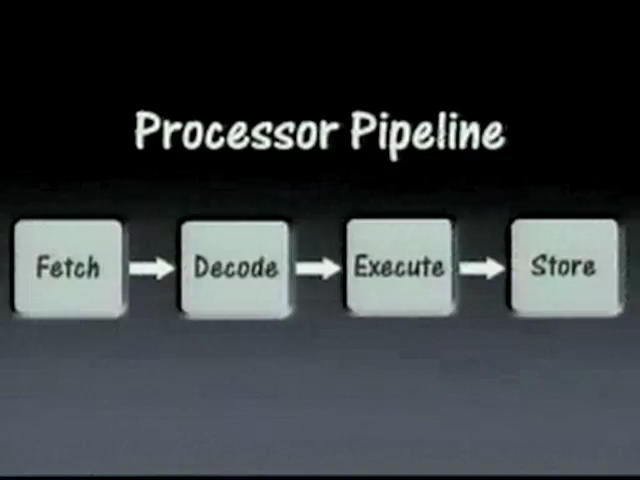 Processor Pipeline
Fetch
Decode
Execute
Store